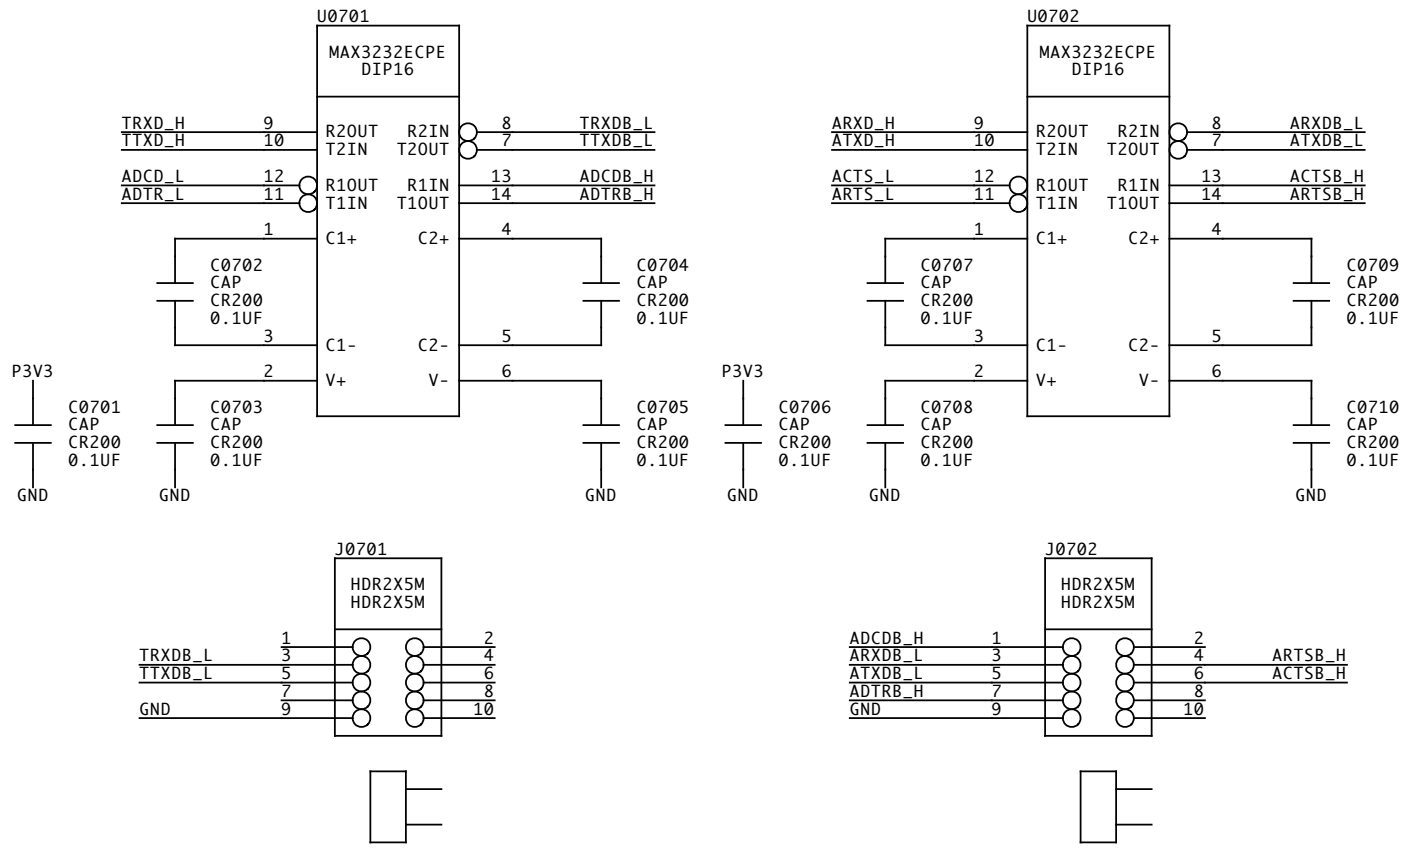 U0701
MAX3232ECPE
DIP16
TRXD_H 9 R2OUT R2IN 8 TRXDB_L
TTXD_H 10 T2IN T2OUT 7 TTXDB_L
ADCD_L 12 R1OUT R1IN 13 ADCDB_H
ADTR_L 11 T1IN T1OUT 14 ADTRB_H
1 C1+ C2+ 4
C0702
CAP
CR200
0.1UF
C0704
CAP
CR200
0.1UF
3 C1- C2- 5
2 V+ V- 6
P3V3
C0701
CAP
CR200
0.1UF
GND
C0703
CAP
CR200
0.1UF
GND
C0705
CAP
CR200
0.1UF
GND
U0702
MAX3232ECPE
DIP16
ARXD_H 9 R2OUT R2IN 8 ARXDB_L
ATXD_H 10 T2IN T2OUT 7 ATXDB_L
ACTS_L 12 R1OUT R1IN 13 ACTSB_H
ARTS_L 11 T1IN T1OUT 14 ARTSB_H
1 C1+ C2+ 4
C0707
CAP
CR200
0.1UF
C0709
CAP
CR200
0.1UF
3 C1- C2- 5
2 V+ V- 6
P3V3
C0706
CAP
CR200
0.1UF
GND
C0708
CAP
CR200
0.1UF
GND
C0710
CAP
CR200
0.1UF
GND
J0701
HDR2X5M
HDR2X5M
1 2
TRXDB_L 3 4
TTXDB_L 5 6
7 8
GND 9 10
J0702
HDR2X5M
HDR2X5M
ADCDB_H 1 2
ARXDB_L 3 4 ARTSB_H
ATXDB_L 5 6 ACTSB_H
ADTRB_H 7 8
GND 9 10